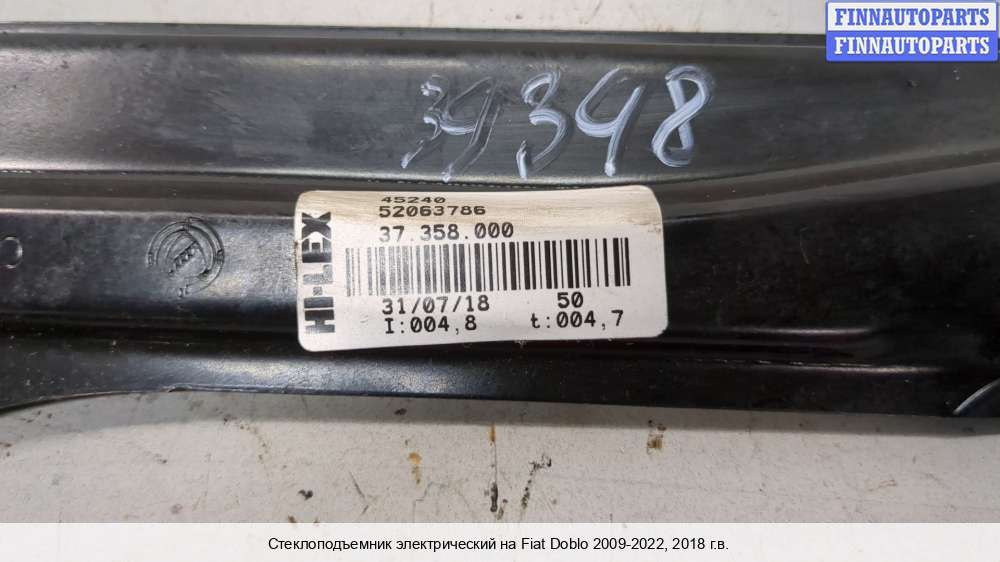 FINNAUTOPARTS
FINNAUTOPARTS
39398
45240
52063786
37.358.000
HI-LEX
31/07/18 50
I:004,8 t:004,7
Стеклоподъемник электрический на Fiat Doblo 2009-2022, 2018 г.в.